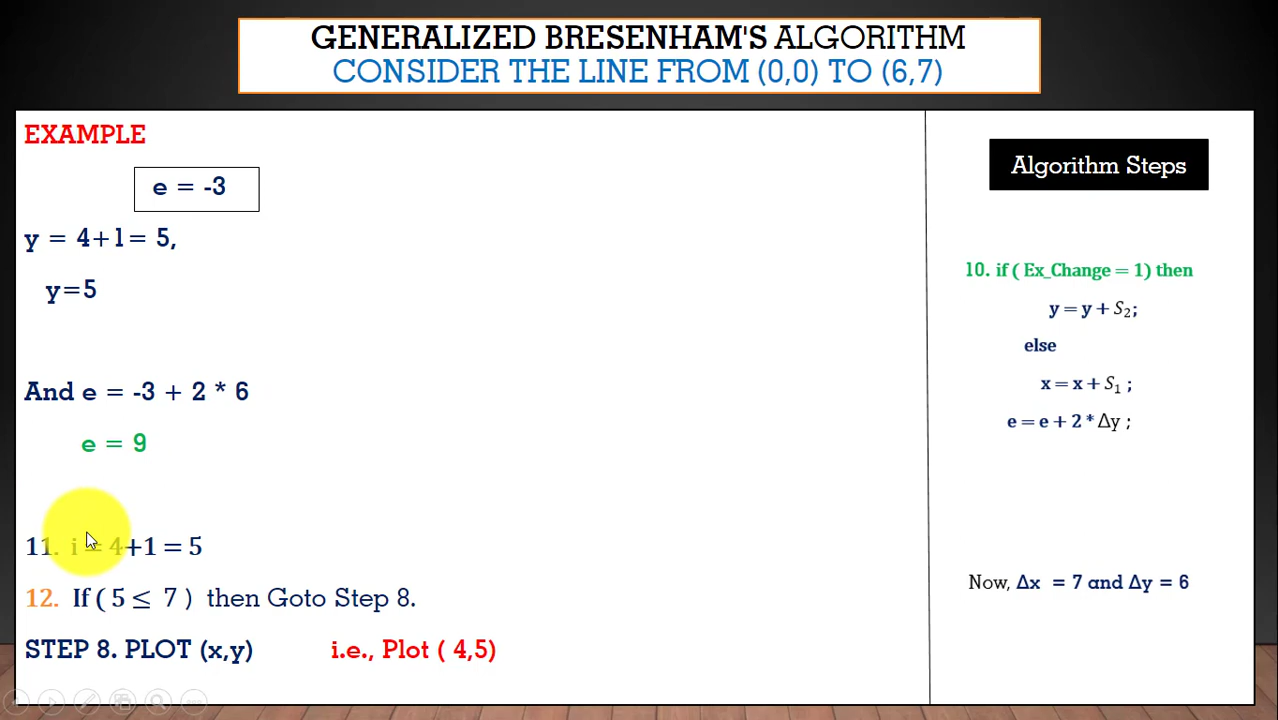 GENERALIZED BRESENHAM'S ALGORITHM
CONSIDER THE LINE FROM (0,0) TO (6,7)
EXAMPLE
e = -3
y = 4+1= 5,
y=5
And e = -3 + 2 * 6
e = 9
11. i = 4+1 = 5
12. If ( 5 ≤ 7 ) then Goto Step 8.
STEP 8. PLOT (x,y) i.e., Plot ( 4,5)
Algorithm Steps
10. if ( Ex_Change = 1) then
y = y + S₂;
else
x = x + S₁ ;
e = e + 2 * Δy ;
Now, Δx = 7 and Δy = 6